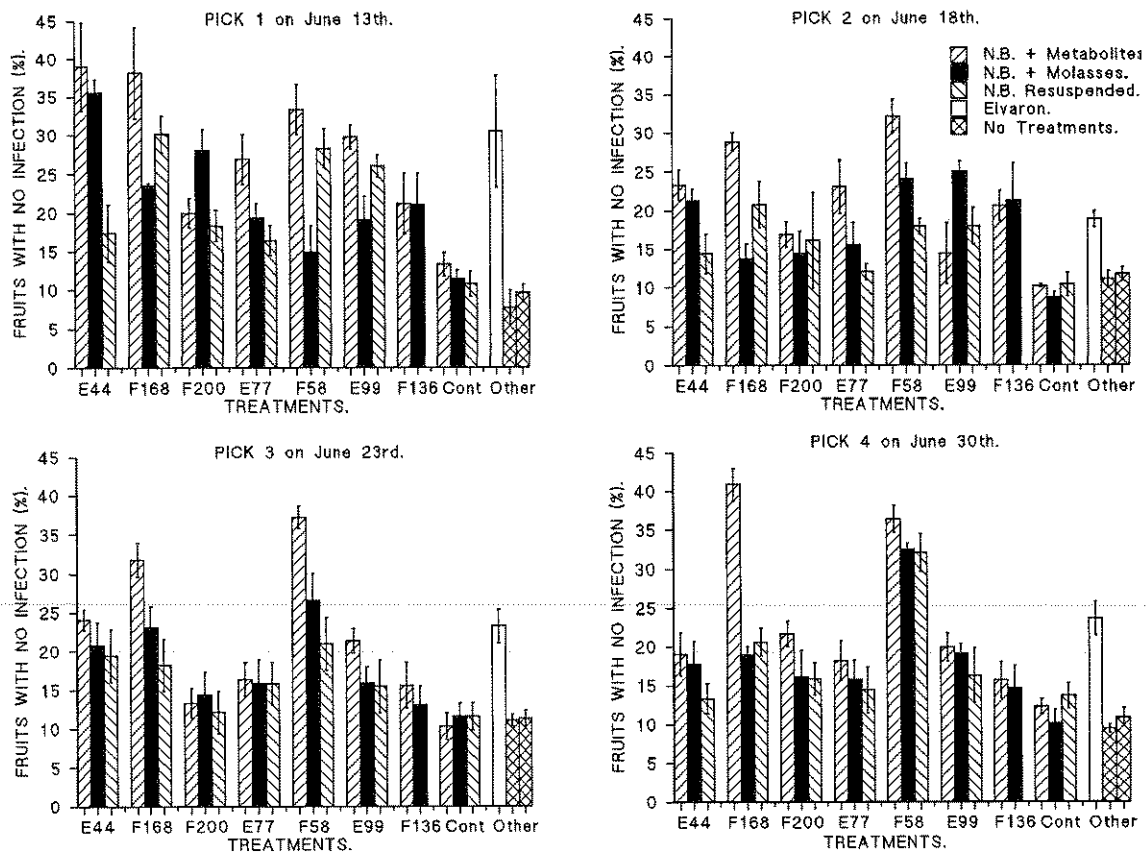 PICK 1 on June 13th.
FRUITS WITH NO INFECTION (%).
45
40
35
30
25
20
15
10
5
0
E44 F168 F200 E77 F58 E99 F136 Cont Other
TREATMENTS.
PICK 2 on June 18th.
FRUITS WITH NO INFECTION (%).
45
40
35
30
25
20
15
10
5
0
N.B. + Metabolites
N.B. + Molasses.
N.B. Resuspended.
Elvaron.
No Treatments.
E44 F168 F200 E77 F58 E99 F136 Cont Other
TREATMENTS.
PICK 3 on June 23rd.
FRUITS WITH NO INFECTION (%).
45
40
35
30
25
20
15
10
5
0
E44 F168 F200 E77 F58 E99 F136 Cont Other
TREATMENTS.
PICK 4 on June 30th.
FRUITS WITH NO INFECTION (%).
45
40
35
30
25
20
15
10
5
0
E44 F168 F200 E77 F58 E99 F136 Cont Other
TREATMENTS.